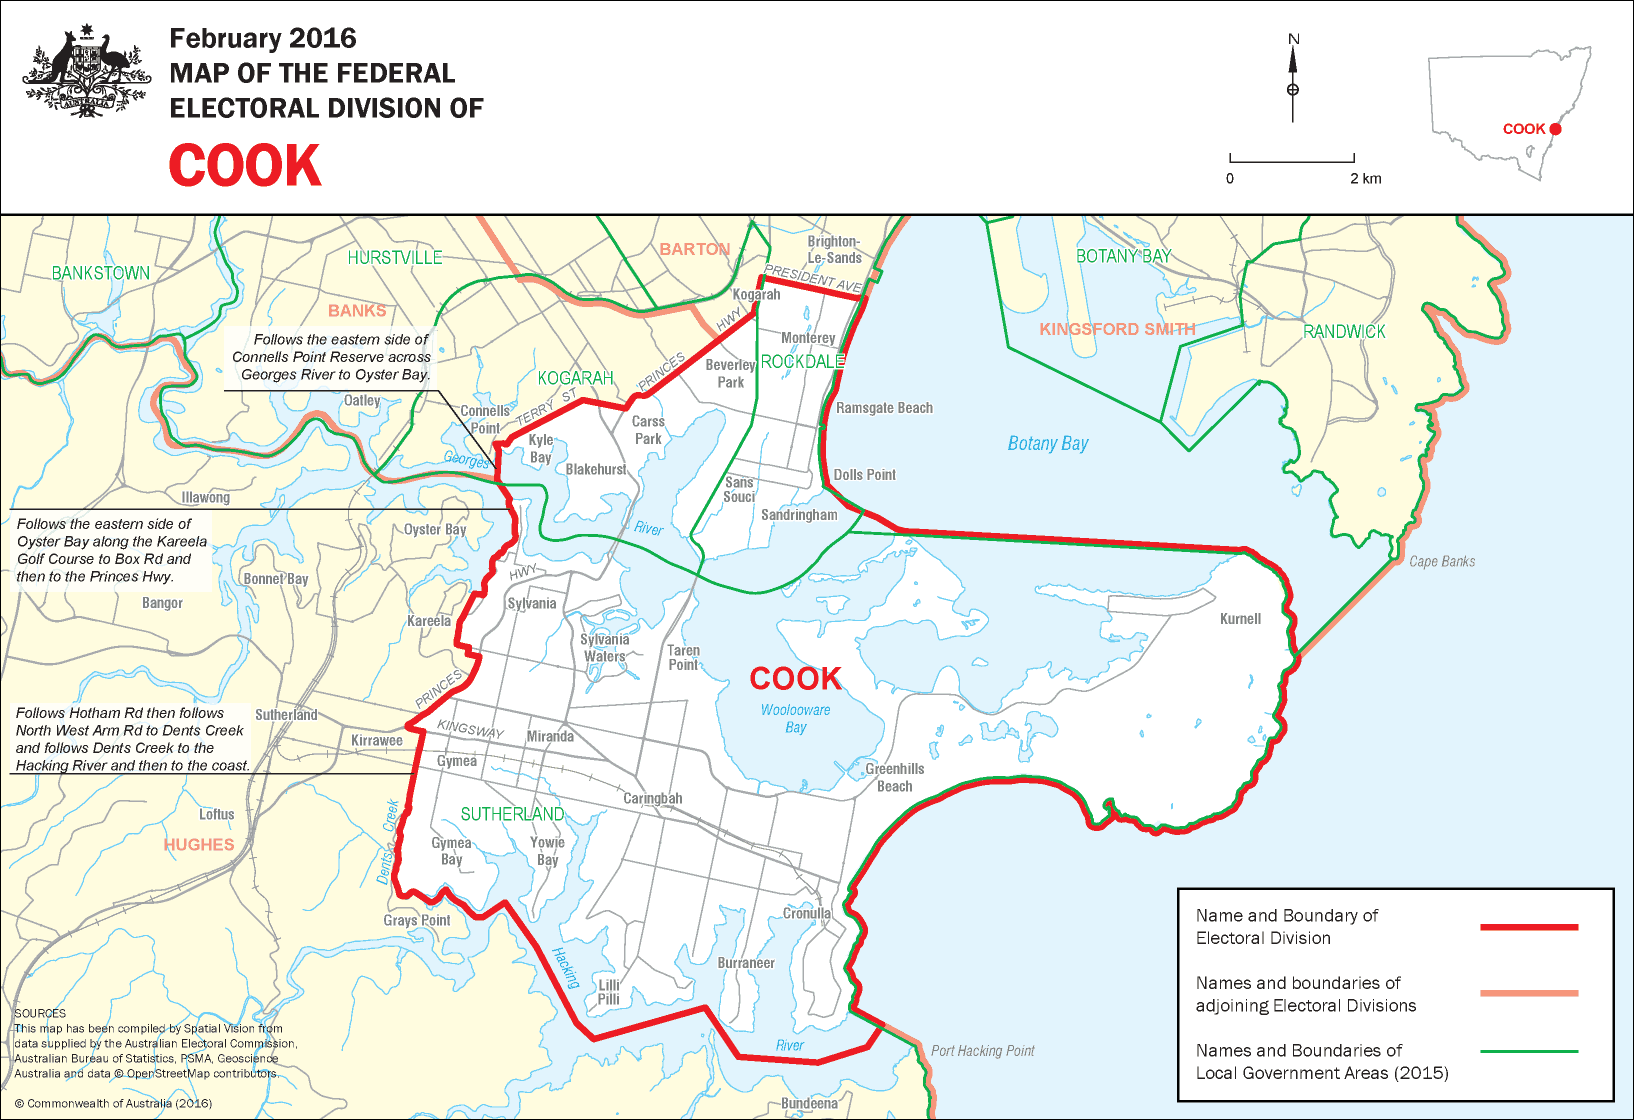 February 2016
MAP OF THE FEDERAL
ELECTORAL DIVISION OF
COOK
AUSTRALIA
N
0
2 km
COOK
BANKSTOWN
HURSTVILLE
BARTON
Brighton-
Le-Sands
BOTANY BAY
PRESIDENT AVE
Kogarah
BANKS
HWY
KINGSFORD SMITH
RANDWICK
Follows the eastern side of
Connells Point Reserve across
Georges River to Oyster Bay.
Monterey
ROCKDALE
PRINCES
Beverley
Park
KOGARAH
TERRY ST
Oatley
Connells
Point
Carss
Park
Ramsgate Beach
Kyle
Bay
Botany Bay
Georges
Blakehurst
Dolls Point
Sans
Souci
Illawong
Sandringham
Follows the eastern side of
Oyster Bay along the Kareela
Golf Course to Box Rd and
then to the Princes Hwy.
Oyster Bay
River
Cape Banks
HWY
Bonnet Bay
Bangor
Sylvania
Kareela
Kurnell
Sylvania
Waters
Taren
Point
COOK
PRINCES
Woolooware
Bay
Follows Hotham Rd then follows
North West Arm Rd to Dents Creek
and follows Dents Creek to the
Hacking River and then to the coast.
Sutherland
Kirrawee
KINGSWAY
Miranda
Gymea
Greenhills
Beach
Caringbah
Loftus
SUTHERLAND
HUGHES
Dents Creek
Gymea
Bay
Yowie
Bay
Grays Point
Cronulla
Hacking
Burraneer
Lilli
Pilli
River
Port Hacking Point
Bundeena
Name and Boundary of
Electoral Division
Names and boundaries of
adjoining Electoral Divisions
Names and Boundaries of
Local Government Areas (2015)
SOURCES
This map has been compiled by Spatial Vision from
data supplied by the Australian Electoral Commission,
Australian Bureau of Statistics, PSMA, Geoscience
Australia and data © OpenStreetMap contributors.
© Commonwealth of Australia (2016)